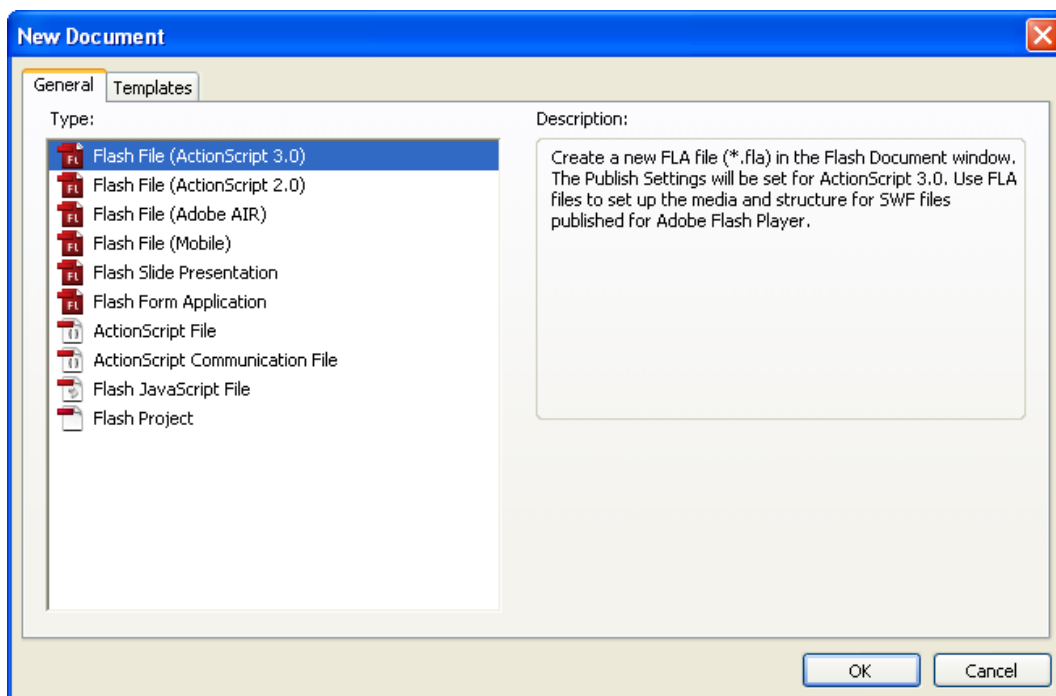 New Document
General
Templates
Type:
Flash File (ActionScript 3.0)
Flash File (ActionScript 2.0)
Flash File (Adobe AIR)
Flash File (Mobile)
Flash Slide Presentation
Flash Form Application
ActionScript File
ActionScript Communication File
Flash JavaScript File
Flash Project
Description:
Create a new FLA file (*.fla) in the Flash Document window.
The Publish Settings will be set for ActionScript 3.0. Use FLA
files to set up the media and structure for SWF files
published for Adobe Flash Player.
OK
Cancel